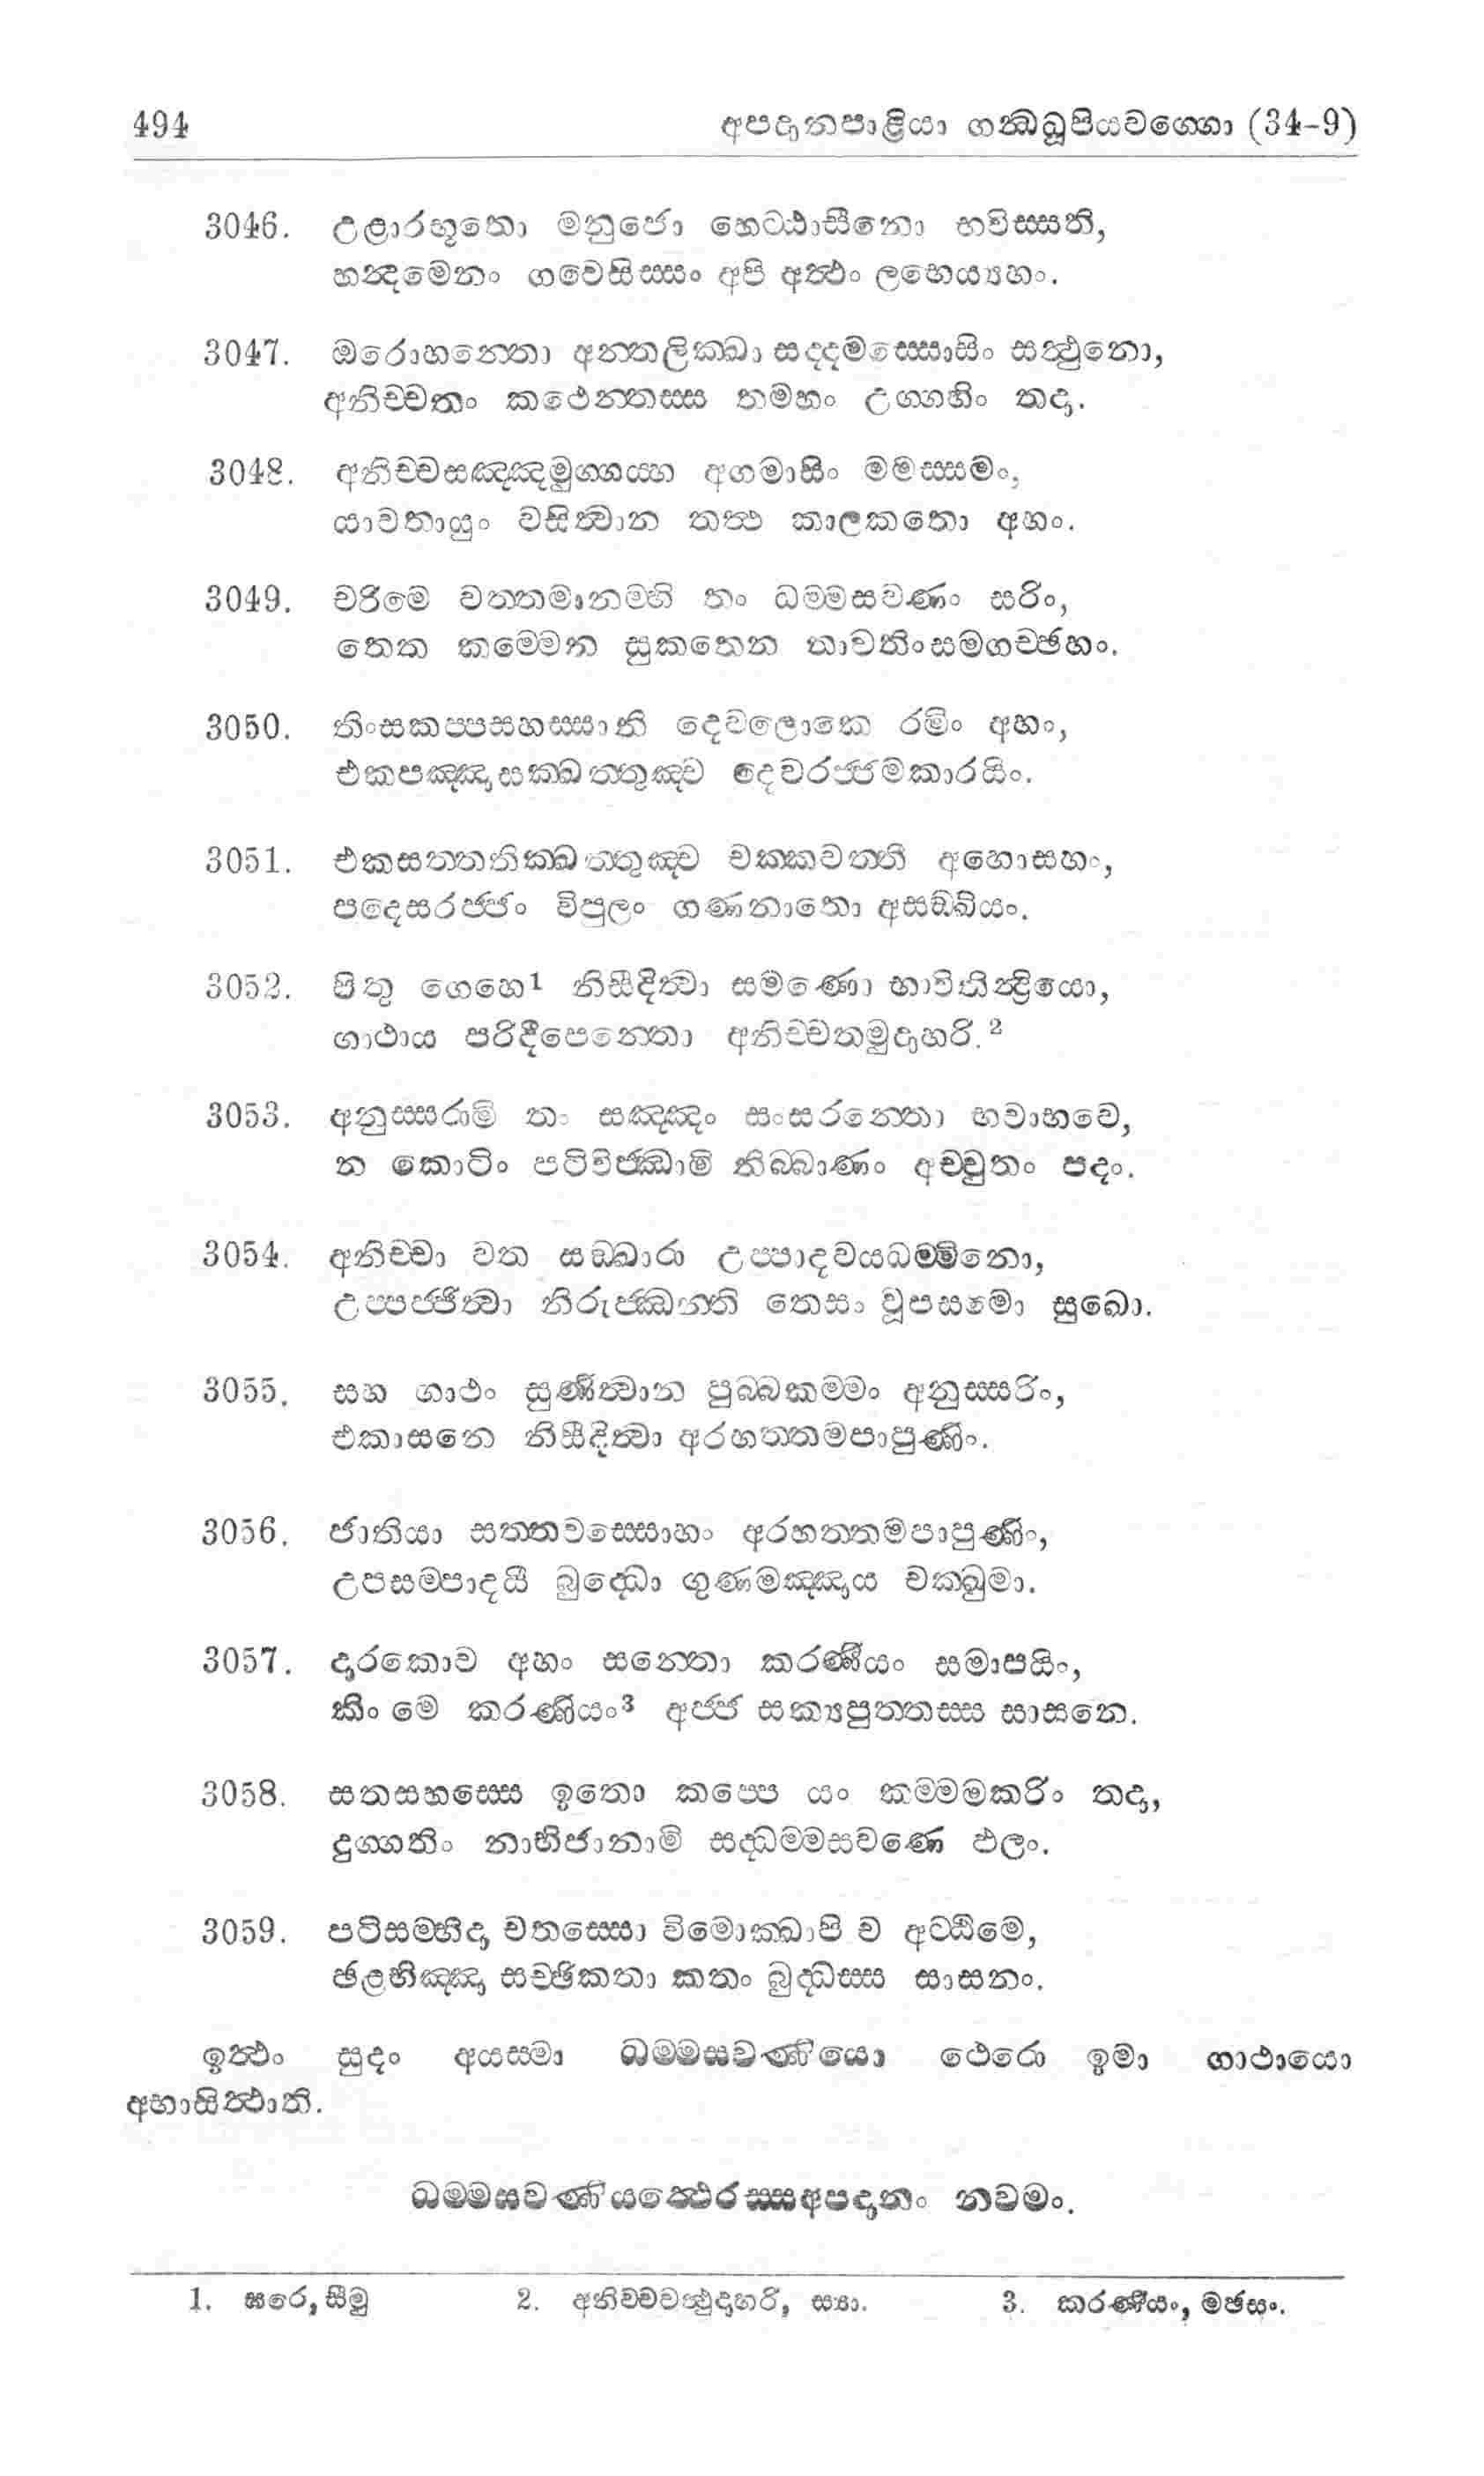 494 අපදානපාළියා ගන්ධථූපියවග්ගො (34-9)
3046. උළාරභූතො මනුජො හෙට්ඨාසීනො භවිස්සති,
හන්දමෙනං ගවෙසිස්සං අපි අත්ථං ලභෙය්‍යහං.
3047. ඔරොහන්තො අන්තලික්ඛා සද්දමස්සොසිං සත්ථුනො,
අනිච්චතං කථෙන්තස්ස තමහං උග්ගහිං තදා.
3048. අනිච්චසඤ්ඤමුග්ගය්හ අගමාසිං මමස්සමං,
යාවතායුං වසිත්වාන තත්ථ කාලකතො අහං.
3049. චරිමෙ වත්තමානම්හි තං ධම්මසවණං සරිං,
තෙන කම්මෙන සුකතෙන තාවතිංසමගච්ඡහං.
3050. තිංසකප්පසහස්සානි දෙවලොකෙ රමිං අහං,
එකපඤ්ඤාසක්ඛත්තුඤ්ච දෙවරජ්ජමකාරයිං.
3051. එකසත්තතික්ඛත්තුඤ්ච චක්කවත්තී අහොසහං,
පදෙසරජ්ජං විපුලං ගණනාතො අසඞ්ඛියං.
3052. පිතු ගෙහෙ1 නිසීදිත්වා සමණො භාවිතින්ද්‍රියො,
ගාථාය පරිදීපෙන්තො අනිච්චතමුදාහරි.2
3053. අනුස්සරාමි තං සඤ්ඤං සංසරන්තො භවාභවෙ,
න කොටිං පටිවිජ්ඣාමි නිබ්බාණං අච්චුතං පදං.
3054. අනිච්චා වත සඞ්ඛාරා උප්පාදවයධම්මිනො,
උප්පජ්ජිත්වා නිරුජ්ඣන්ති තෙසං වූපසමො සුඛො.
3055. සහ ගාථං සුණිත්වාන පුබ්බකම්මං අනුස්සරිං,
එකාසනෙ නිසීදිත්වා අරහත්තමපාපුණිං.
3056. ජාතියා සත්තවස්සොහං අරහත්තමපාපුණිං,
උපසම්පාදයී බුද්ධො ගුණමඤ්ඤාය චක්ඛුමා.
3057. දාරකොව අහං සන්තො කරණීයං සමාපයිං,
කිං මෙ කරණීයං3 අජ්ජ සක්‍යපුත්තස්ස සාසනෙ.
3058. සතසහස්සෙ ඉතො කප්පෙ යං කම්මමකරිං තදා,
දුග්ගතිං නාභිජානාමි සද්ධම්මසවණෙ ඵලං.
3059. පටිසම්භිදා චතස්සො විමොක්ඛාපි ච අට්ඨිමෙ,
ඡළභිඤ්ඤා සච්ඡිකතා කතං බුද්ධස්ස සාසනං.
ඉත්ථං සුදං අයස්මා ධම්මසවණියො ථෙරො ඉමා ගාථායො
අභාසිත්ථාති.
ධම්මසවණියත්ථෙරස්සඅපදානං නවමං.
1. ඝරෙ, සීමු 2. අනිච්චවත්ථුදාහරි, ස්‍යා. 3. කරණීයං, මඡසං.